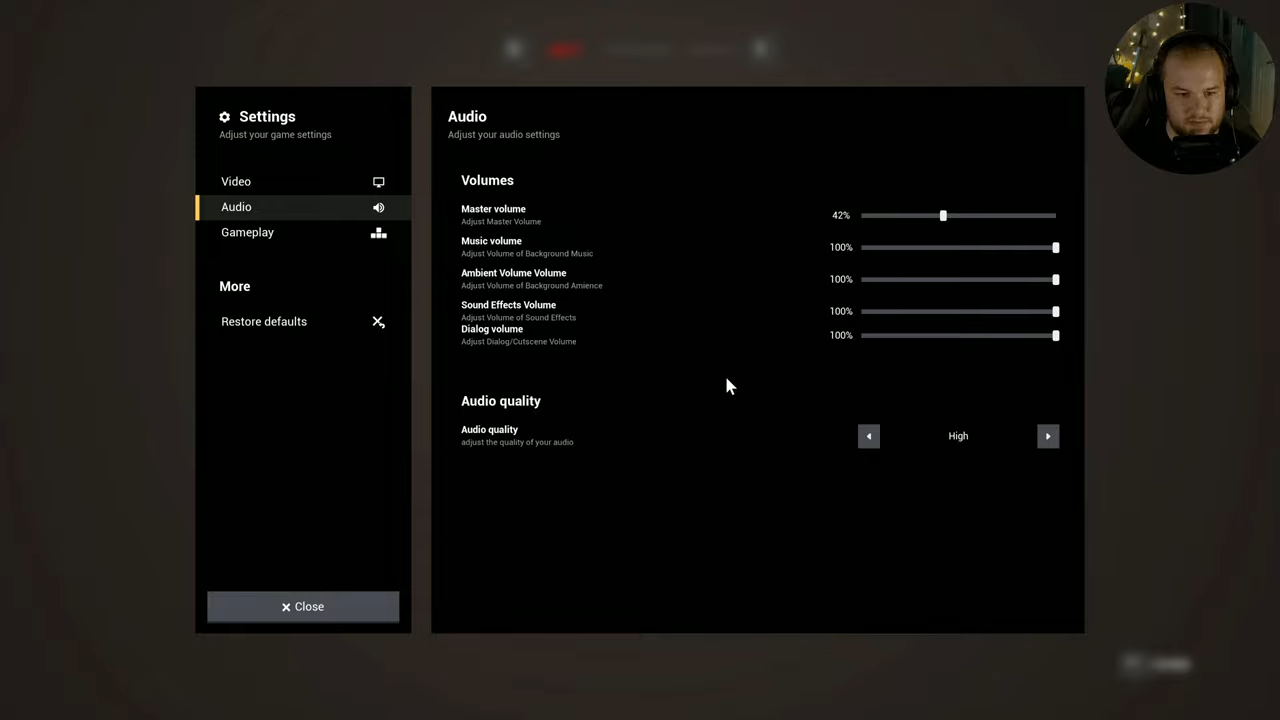 Settings
Adjust your game settings
Video
Audio
Gameplay
More
Restore defaults
Close
Audio
Adjust your audio settings
Volumes
Master volume
Adjust Master Volume
42%
Music volume
Adjust Volume of Background Music
100%
Ambient Volume Volume
Adjust Volume of Background Amience
100%
Sound Effects Volume
Adjust Volume of Sound Effects
100%
Dialog volume
Adjust Dialog/Cutscene Volume
100%
Audio quality
Audio quality
adjust the quality of your audio
High